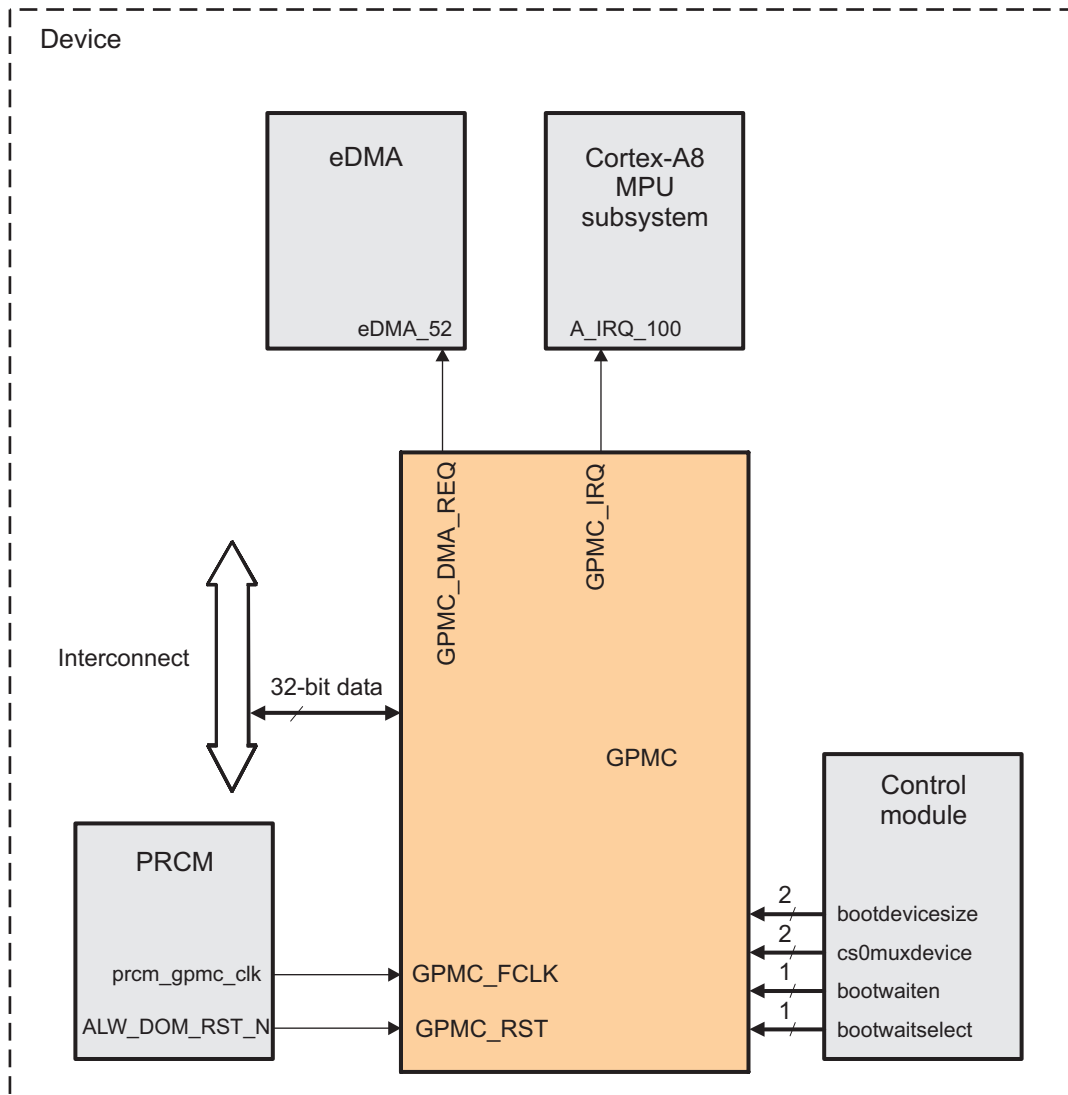 Device
eDMA
eDMA_52
Cortex-A8
MPU
subsystem
A_IRQ_100
GPMC_DMA_REQ
GPMC_IRQ
Interconnect
32-bit data
GPMC
PRCM
prcm_gpmc_clk
ALW_DOM_RST_N
GPMC_FCLK
GPMC_RST
Control
module
2
bootdevicesize
2
cs0muxdevice
1
bootwaiten
1
bootwaitselect